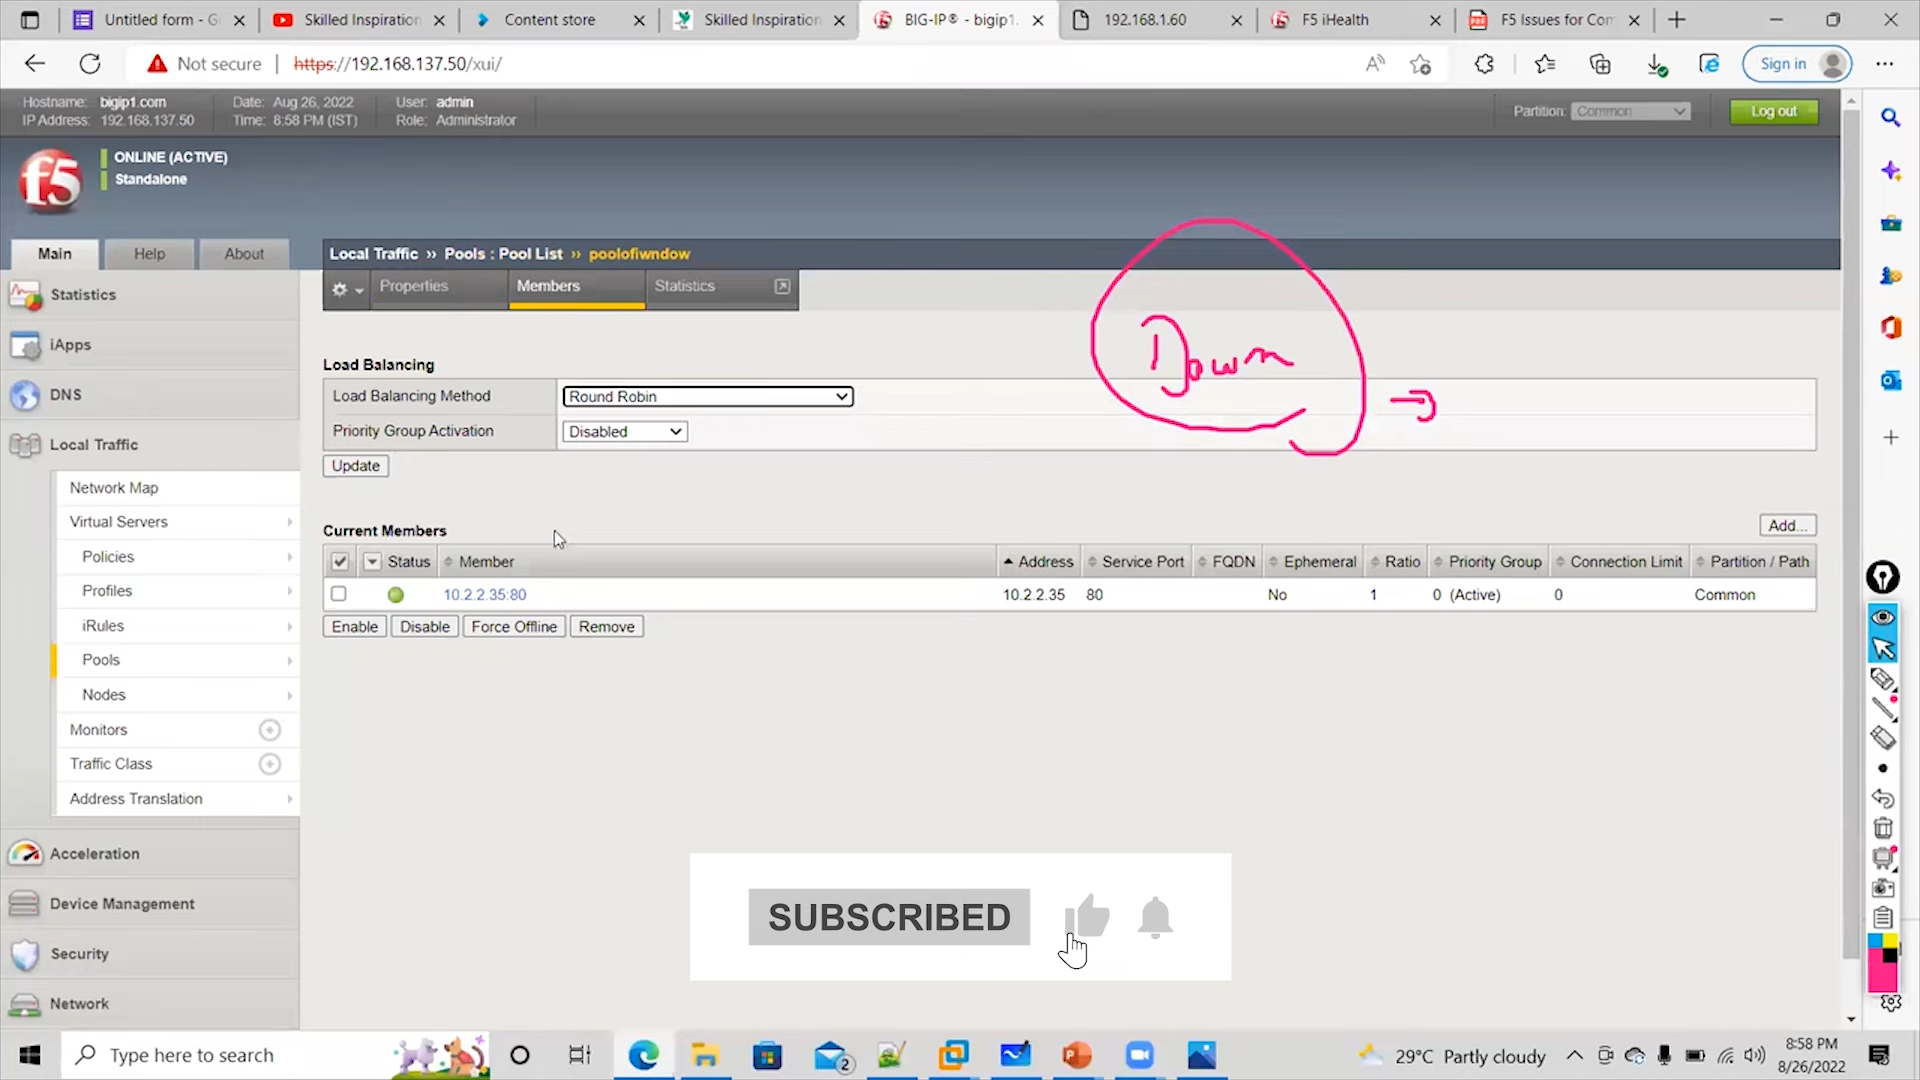 Untitled form - G
Skilled Inspiration
Content store
Skilled Inspiration
BIG-IP® - bigip1.
192.168.1.60
F5 iHealth
F5 Issues for Com
Not secure
https://192.168.137.50/xui/
Sign in
Hostname: bigip1.com
Date: Aug 26, 2022
User: admin
IP Address: 192.168.137.50
Time: 8:58 PM (IST)
Role: Administrator
Partition: Common
Log out
f5
ONLINE (ACTIVE)
Standalone
Main
Help
About
Local Traffic ›› Pools : Pool List ›› poolofiwndow
Properties
Members
Statistics
Statistics
iApps
DNS
Local Traffic
Network Map
Virtual Servers
Policies
Profiles
iRules
Pools
Nodes
Monitors
Traffic Class
Address Translation
Acceleration
Device Management
Security
Network
Load Balancing
Load Balancing Method Round Robin
Priority Group Activation Disabled
Update
Down
Current Members
Add...
Status Member Address Service Port FQDN Ephemeral Ratio Priority Group Connection Limit Partition / Path
10.2.2.35:80 10.2.2.35 80 No 1 0 (Active) 0 Common
Enable Disable Force Offline Remove
SUBSCRIBED
Type here to search
2
29°C Partly cloudy
8:58 PM
8/26/2022